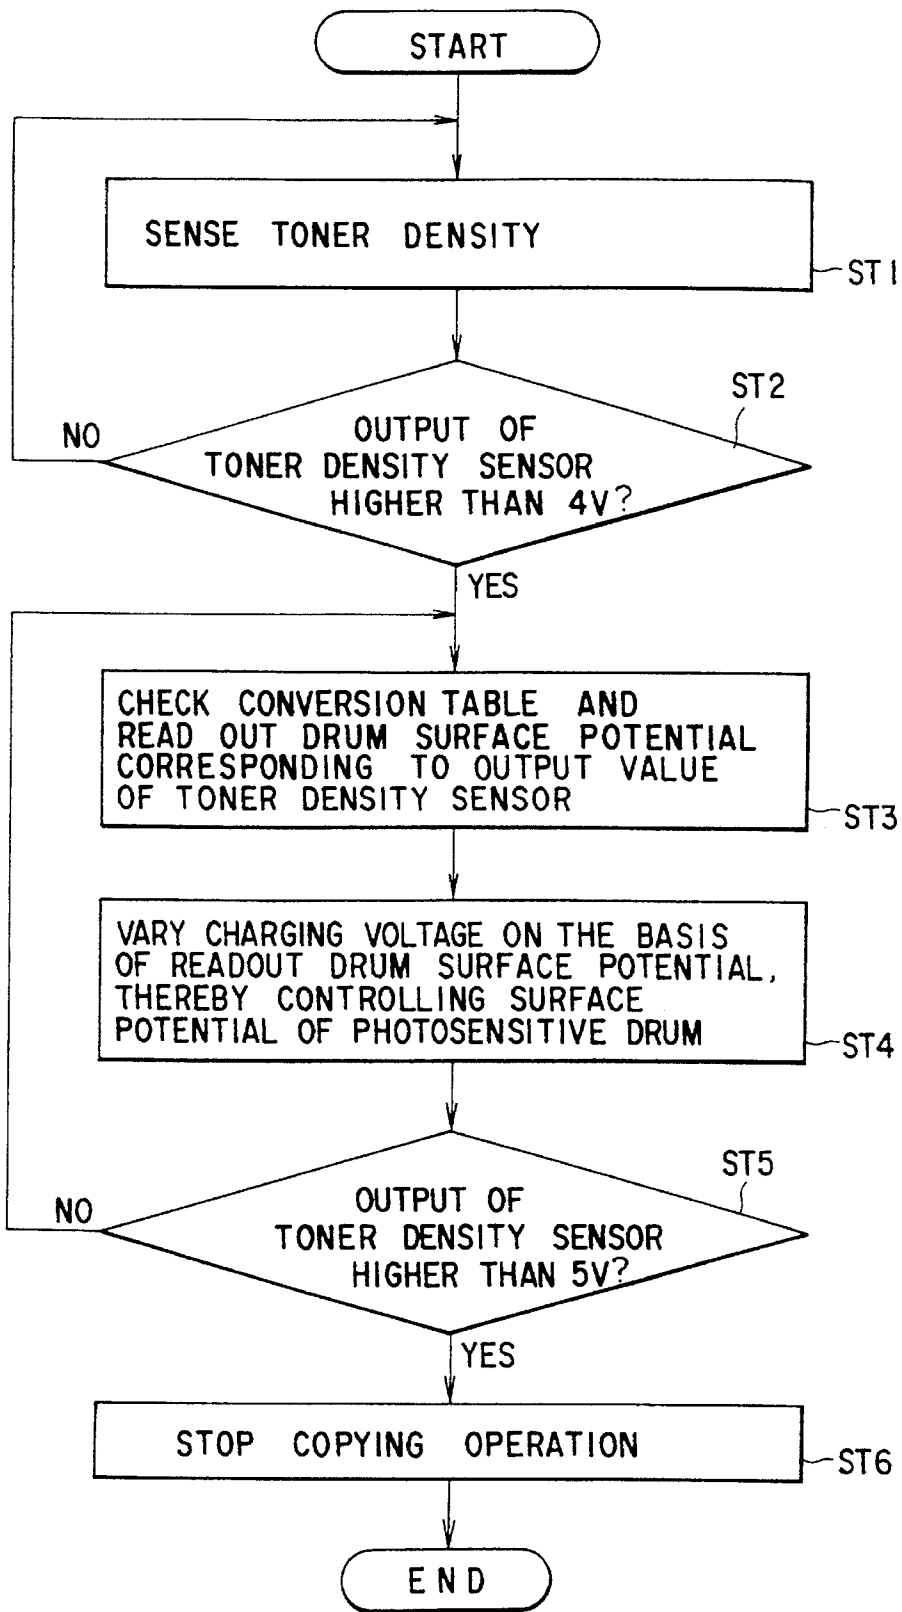 START
SENSE TONER DENSITY
ST1
ST2
NO
OUTPUT OF
TONER DENSITY SENSOR
HIGHER THAN 4V?
YES
CHECK CONVERSION TABLE AND
READ OUT DRUM SURFACE POTENTIAL
CORRESPONDING TO OUTPUT VALUE
OF TONER DENSITY SENSOR
ST3
VARY CHARGING VOLTAGE ON THE BASIS
OF READOUT DRUM SURFACE POTENTIAL,
THEREBY CONTROLLING SURFACE
POTENTIAL OF PHOTOSENSITIVE DRUM
ST4
ST5
NO
OUTPUT OF
TONER DENSITY SENSOR
HIGHER THAN 5V?
YES
STOP COPYING OPERATION
ST6
END